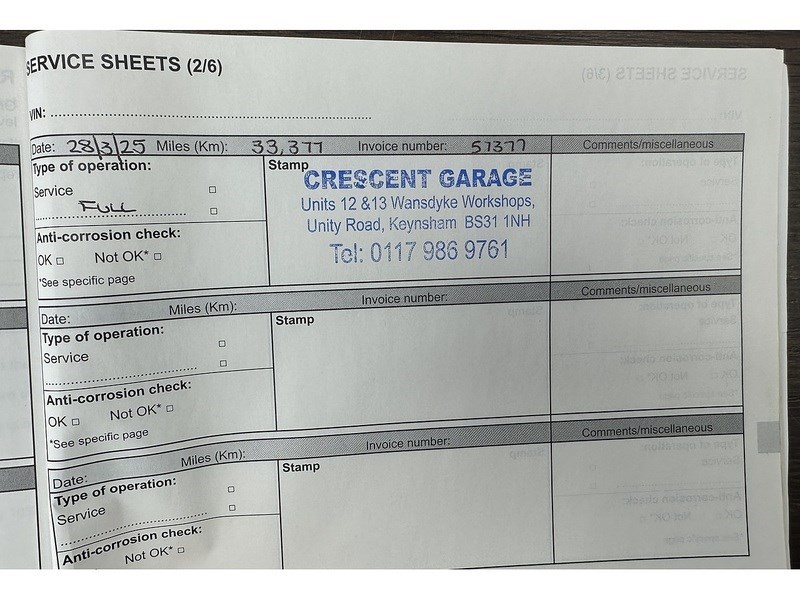 SERVICE SHEETS (2/6)
VIN:
Date: 28/3/25 Miles (Km): 33,377 Invoice number: 51377 Comments/miscellaneous
Type of operation:
Service
FULL
Anti-corrosion check:
OK □ Not OK* □
*See specific page
Stamp
CRESCENT GARAGE
Units 12 &13 Wansdyke Workshops,
Unity Road, Keynsham BS31 1NH
Tel: 0117 986 9761
Date: Miles (Km): Invoice number: Comments/miscellaneous
Type of operation:
Service
Anti-corrosion check:
OK □ Not OK* □
*See specific page
Stamp
Date: Miles (Km): Invoice number: Comments/miscellaneous
Type of operation:
Service
Anti-corrosion check:
Not OK* □
Stamp